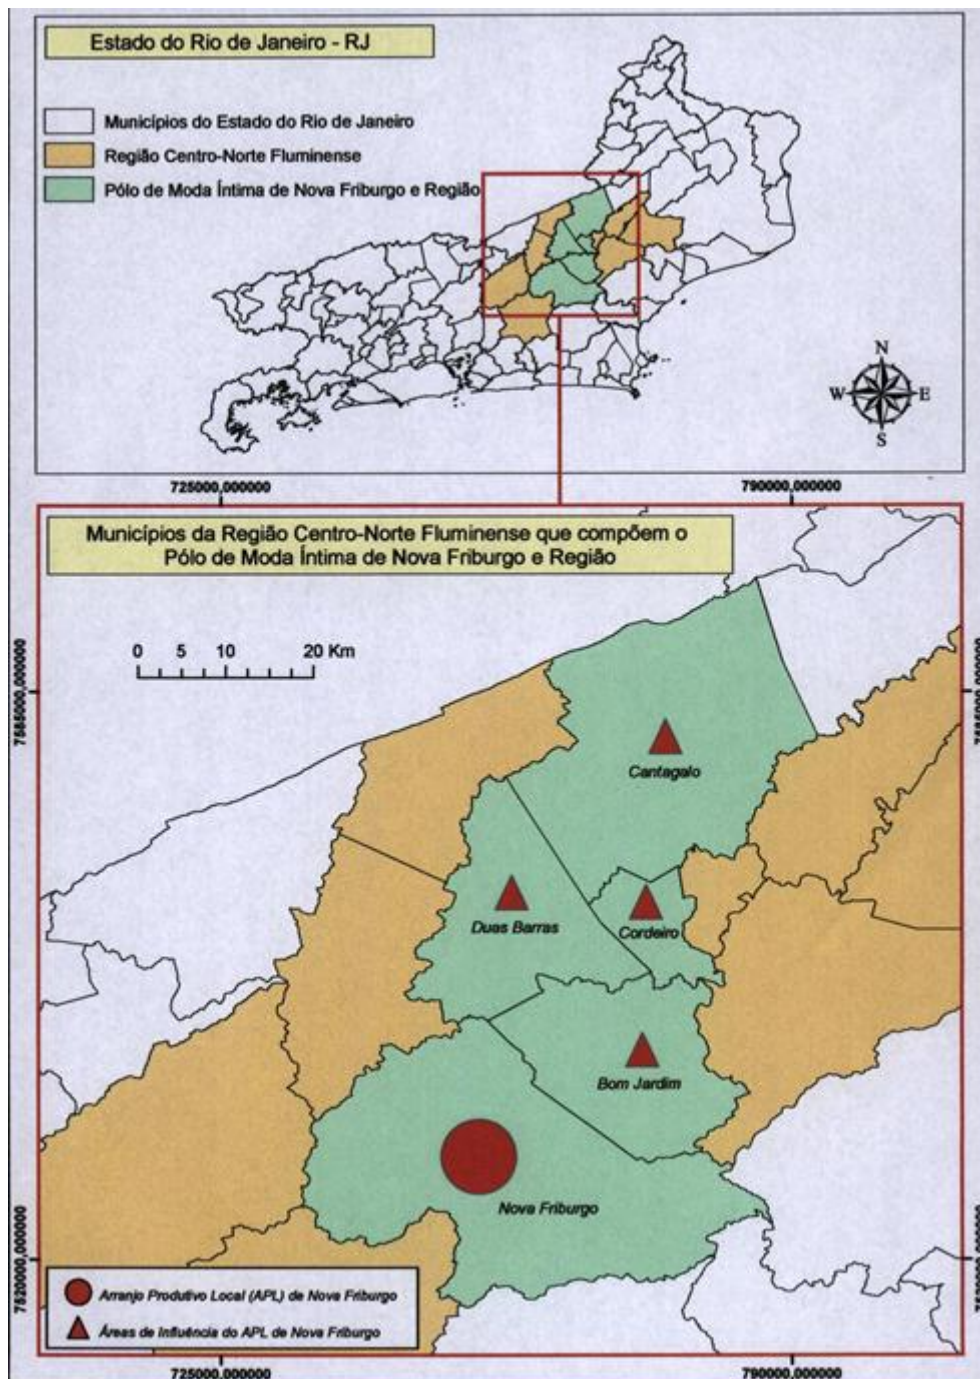 Estado do Rio de Janeiro - RJ
Municípios do Estado do Rio de Janeiro
Região Centro-Norte Fluminense
Pólo de Moda Íntima de Nova Friburgo e Região
N
W E
S
725000,000000 790000,000000
Municípios da Região Centro-Norte Fluminense que compõem o
Pólo de Moda Íntima de Nova Friburgo e Região
0 5 10 20 Km
Cantagalo
Duas Barras
Cordeiro
Bom Jardim
Nova Friburgo
7520000,000000
Arranjo Produtivo Local (APL) de Nova Friburgo
Áreas de Influência do APL de Nova Friburgo
725000,000000 790000,000000